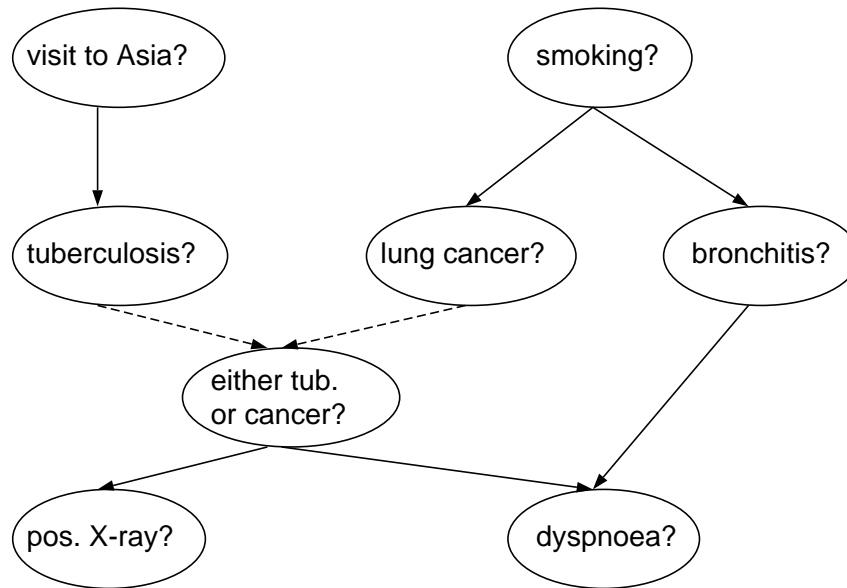 visit to Asia?
smoking?
tuberculosis?
lung cancer?
bronchitis?
either tub.
or cancer?
pos. X-ray?
dyspnoea?